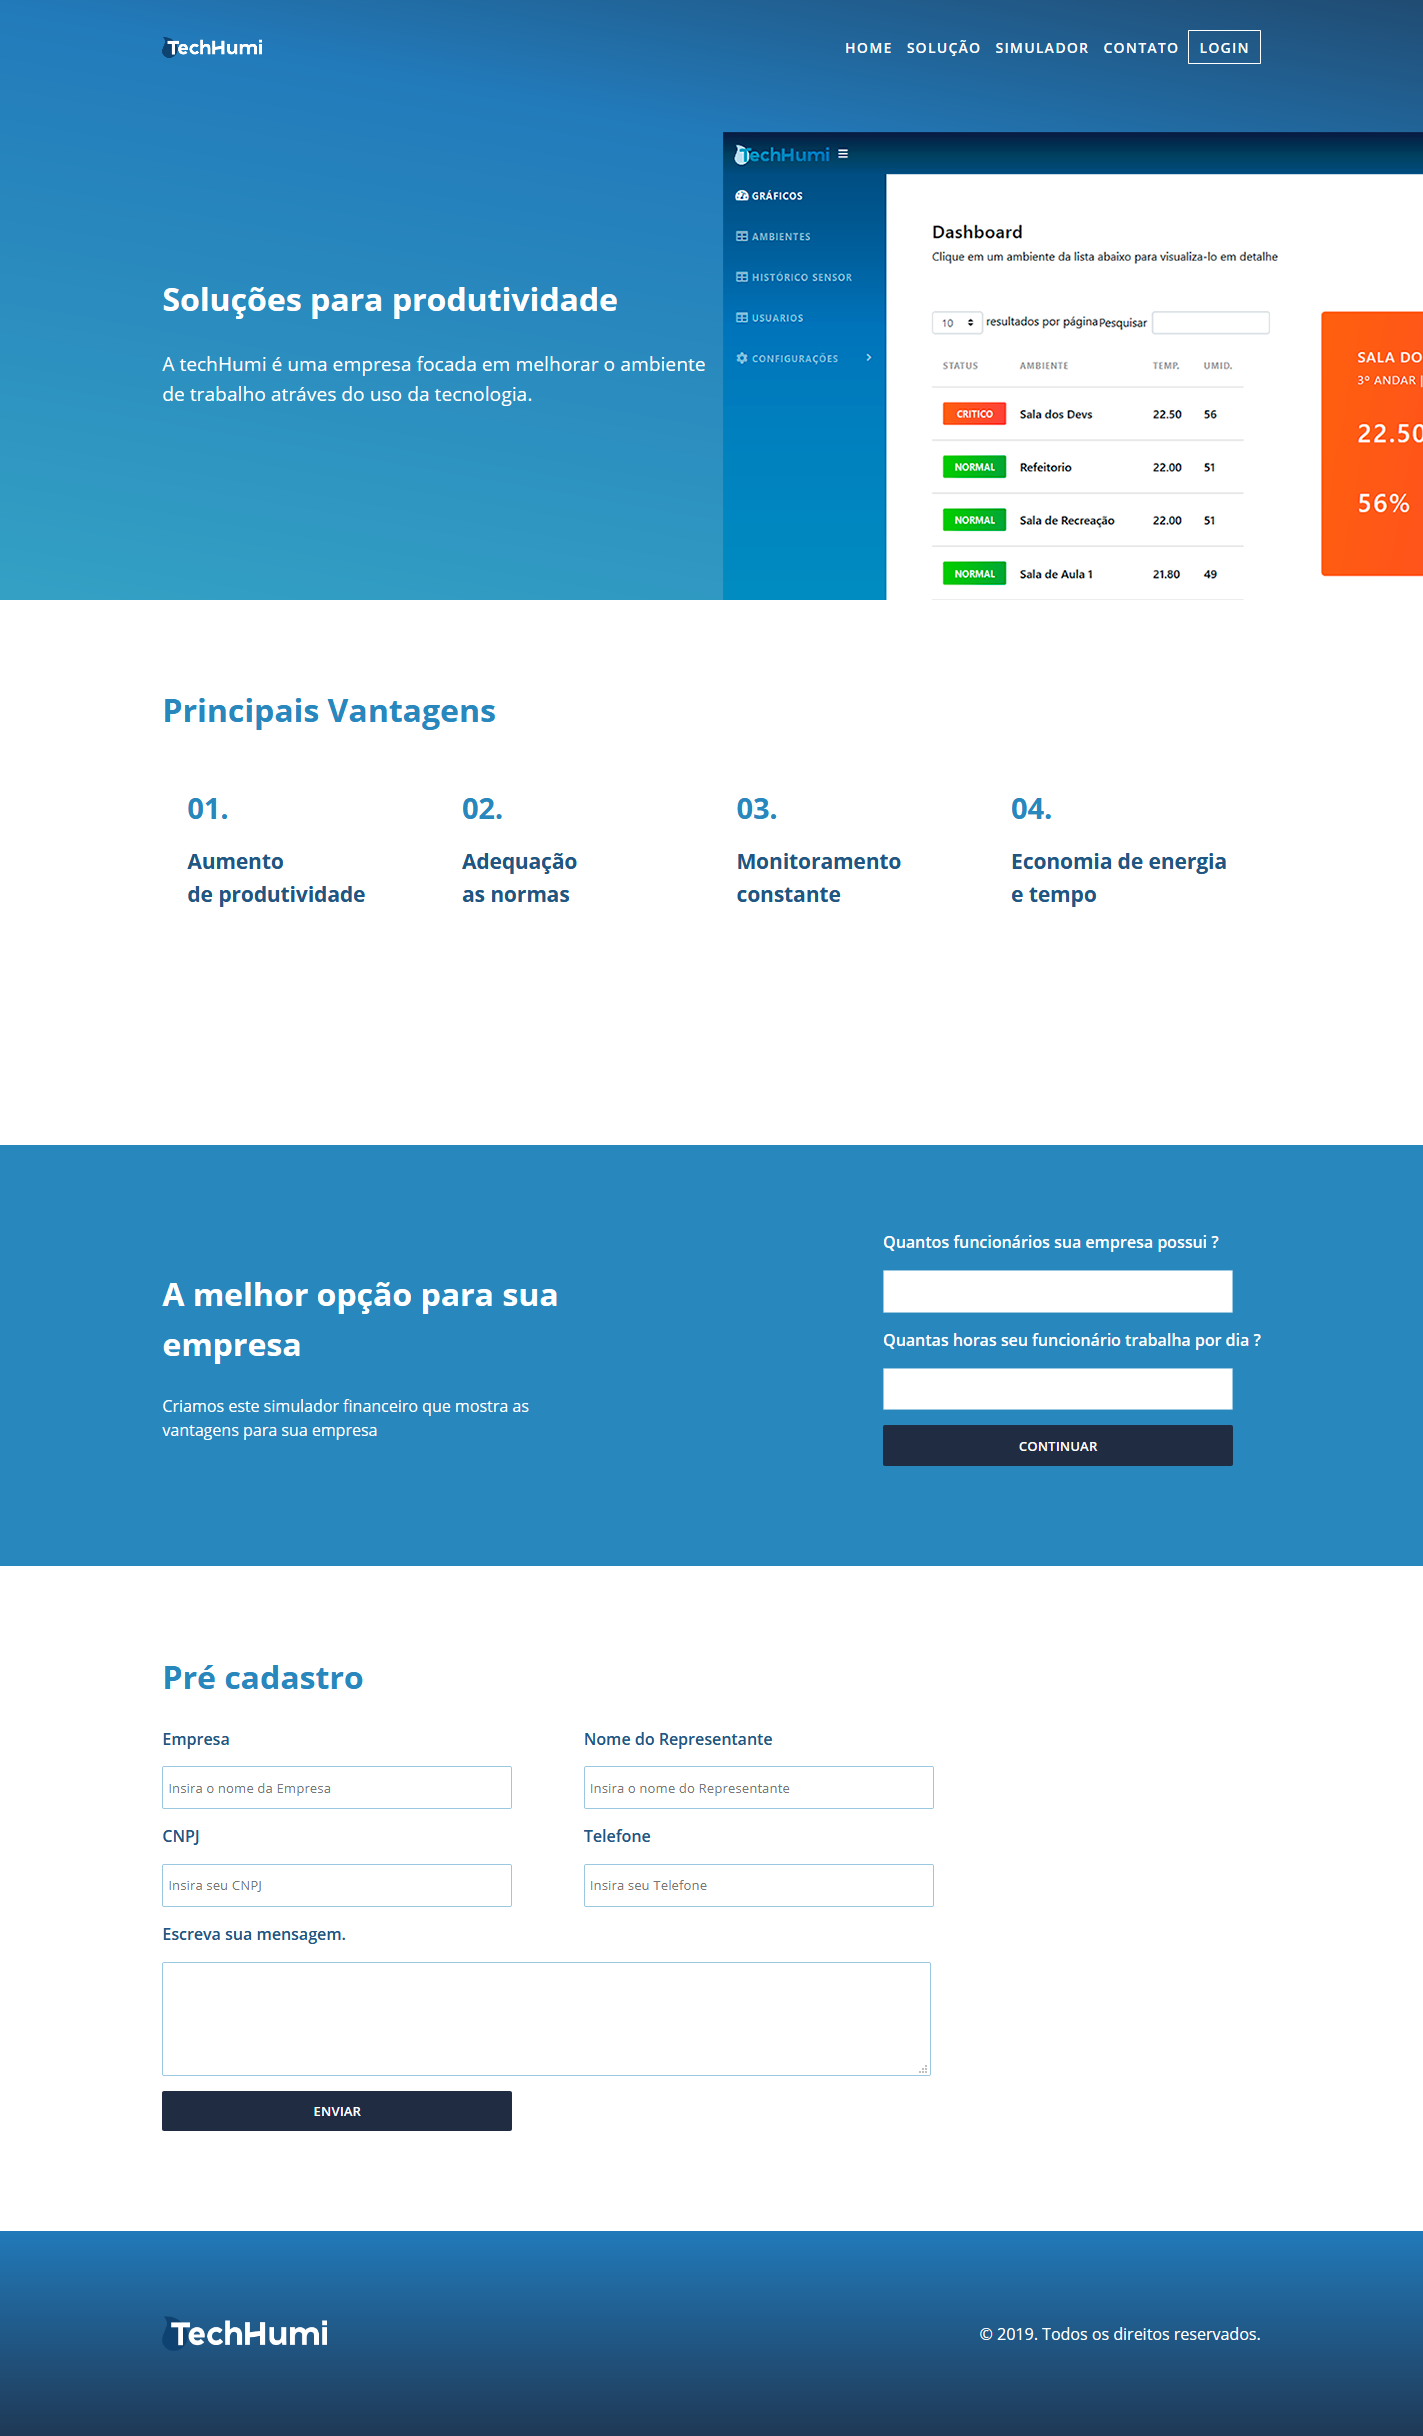 TechHumi
HOME SOLUÇÃO SIMULADOR CONTATO LOGIN
Soluções para produtividade
A techHumi é uma empresa focada em melhorar o ambiente
de trabalho atráves do uso da tecnologia.
TechHumi
GRÁFICOS
AMBIENTES
HISTÓRICO SENSOR
USUARIOS
CONFIGURAÇÕES
Dashboard
Clique em um ambiente da lista abaixo para visualiza-lo em detalhe
10 resultados por página Pesquisar
STATUS AMBIENTE TEMP. UMID.
CRITICO Sala dos Devs 22.50 56
NORMAL Refeitorio 22.00 51
NORMAL Sala de Recreação 22.00 51
NORMAL Sala de Aula 1 21.80 49
SALA DO
3º ANDAR |
22.50
56%
Principais Vantagens
01.
Aumento
de produtividade
02.
Adequação
as normas
03.
Monitoramento
constante
04.
Economia de energia
e tempo
A melhor opção para sua
empresa
Criamos este simulador financeiro que mostra as
vantagens para sua empresa
Quantos funcionários sua empresa possui ?
Quantas horas seu funcionário trabalha por dia ?
CONTINUAR
Pré cadastro
Empresa
Insira o nome da Empresa
Nome do Representante
Insira o nome do Representante
CNPJ
Insira seu CNPJ
Telefone
Insira seu Telefone
Escreva sua mensagem.
ENVIAR
TechHumi
© 2019. Todos os direitos reservados.